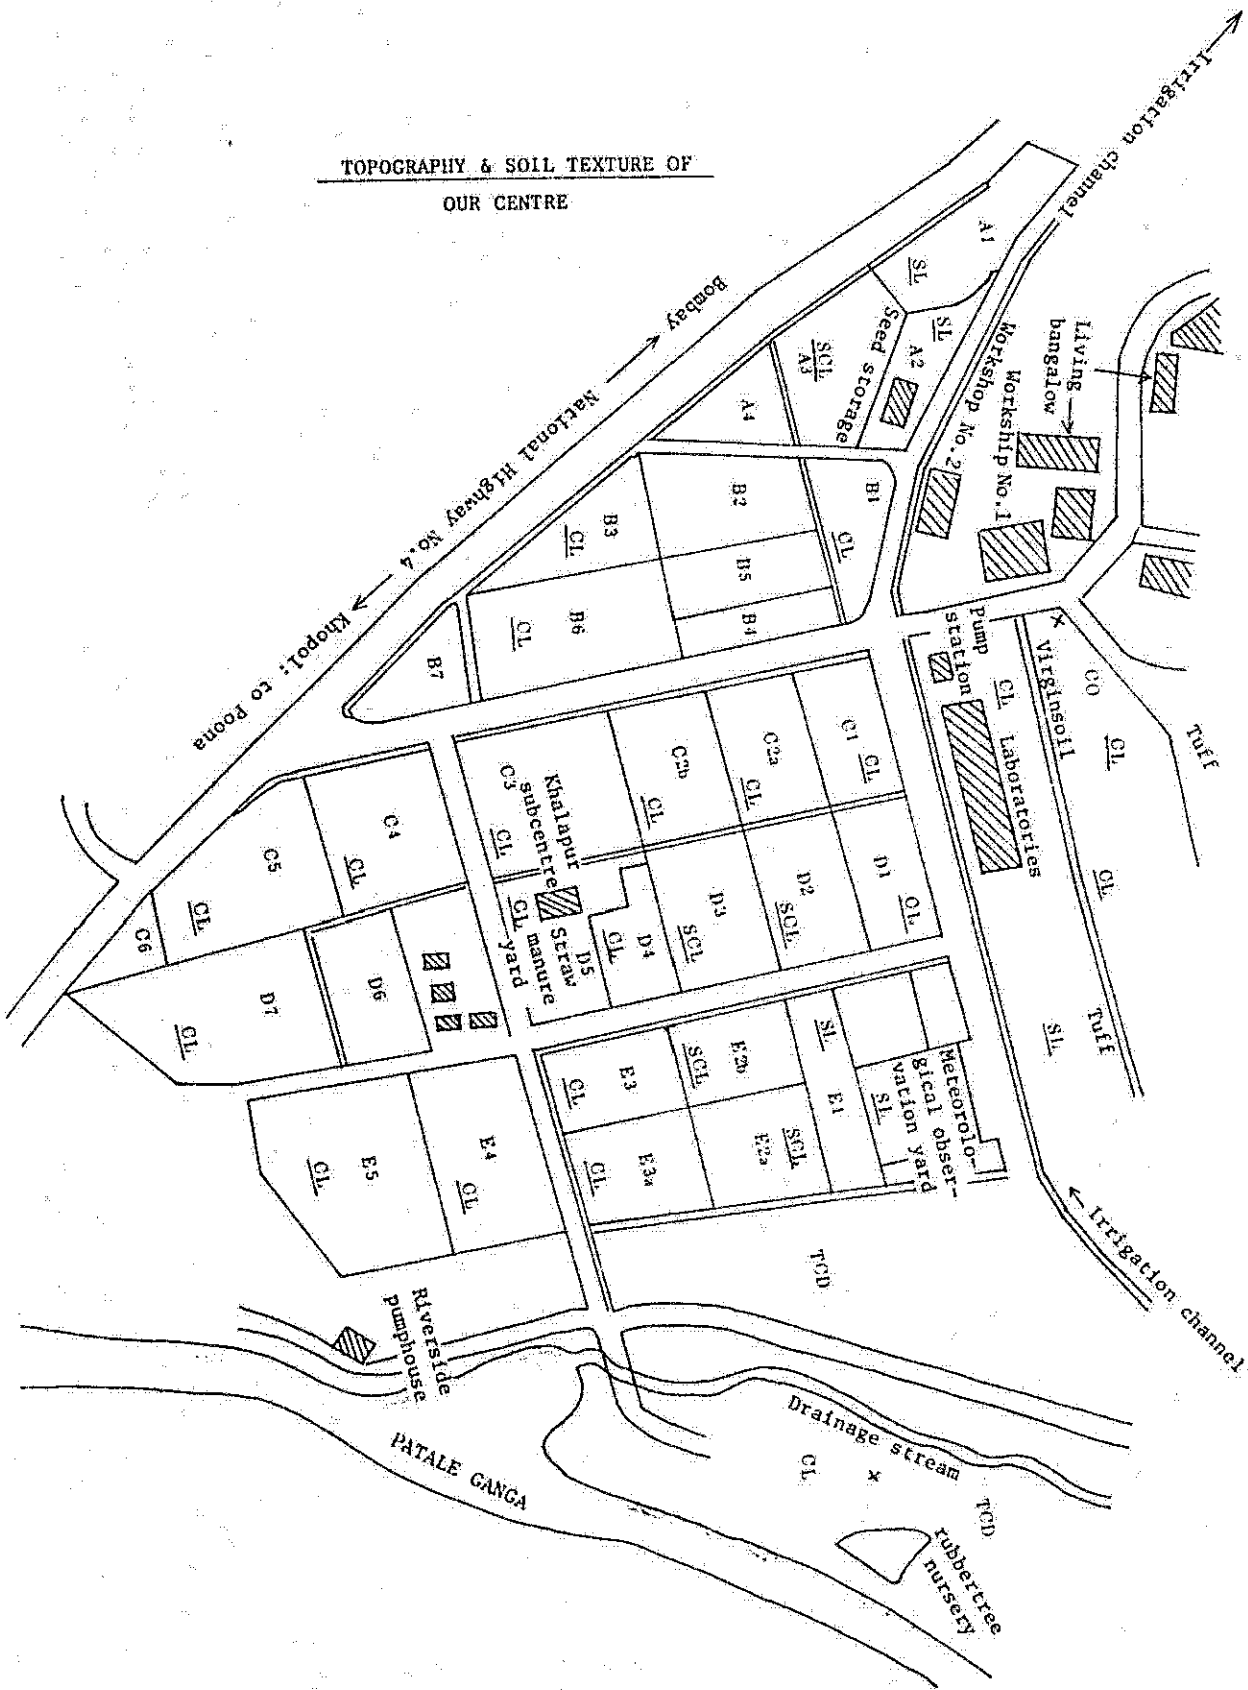 TOPOGRAPHY & SOIL TEXTURE OF
OUR CENTRE
Irrigation channel
Bombay
National Highway No.4
Khopol: to Poona
A1
SL
SL
A2
Seed storage
SCL
A3
A4
Living
bangalow
Workship No.1
Workshop No.2
B1
CL
B2
B3
CL
B5
B4
B6
CL
B7
Pump
station
Virginsoil
CL
Laboratories
CO
CL
Tuff
CL
Tuff
SL
C1
CL
C2a
CL
C2b
CL
C3
CL
Khalapur
subcentre
C4
CL
C5
CL
C6
D1
CL
D2
SCL
D3
SCL
D4
CL
D5
Straw
manure
yard
CL
D6
D7
CL
Meteorolo-
gical obser-
vation yard
SL
SL
E1
E2b
SCL
SCL
E2a
E3
CL
E3a
CL
E4
CL
E5
CL
Irrigation channel
TCD
Riverside
pumphouse
PATALE GANGA
Drainage stream
CL
TCD
rubbertree
nursery